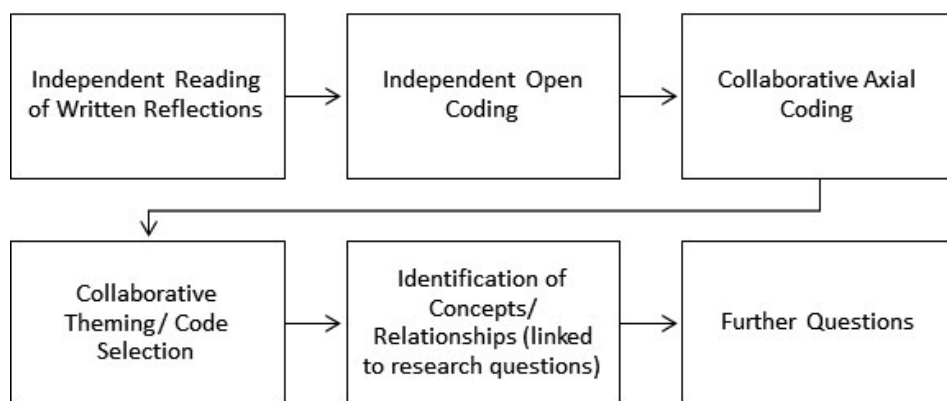 Independent Reading
of Written Reflections
Independent Open
Coding
Collaborative Axial
Coding
Collaborative
Theming/ Code
Selection
Identification of
Concepts/
Relationships (linked
to research questions)
Further Questions